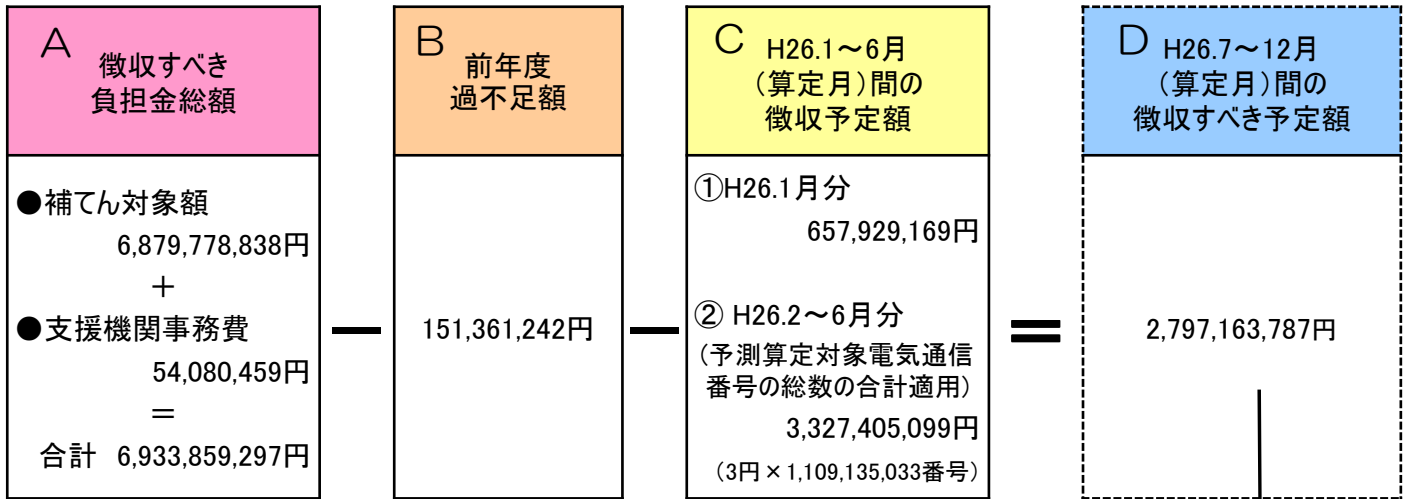 A
徴収すべき
負担金総額
●補てん対象額
6,879,778,838円
＋
●支援機関事務費
54,080,459円
＝
合計 6,933,859,297円
－
B
前年度
過不足額
151,361,242円
－
C
H26.1～6月
（算定月）間の
徴収予定額
①H26.1月分
657,929,169円
② H26.2～6月分
（予測算定対象電気通信
番号の総数の合計適用）
3,327,405,099円
（3円×1,109,135,033番号）
＝
D
H26.7～12月
（算定月）間の
徴収すべき予定額
2,797,163,787円